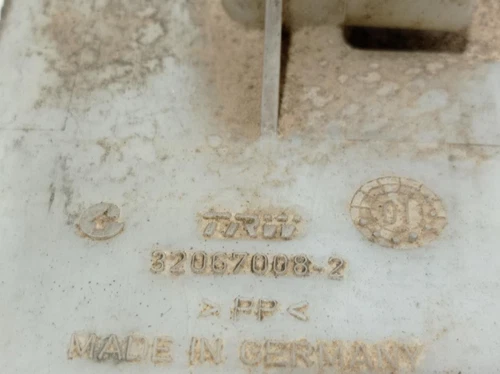 TRW
32067008-2
> PP <
MADE IN GERMANY